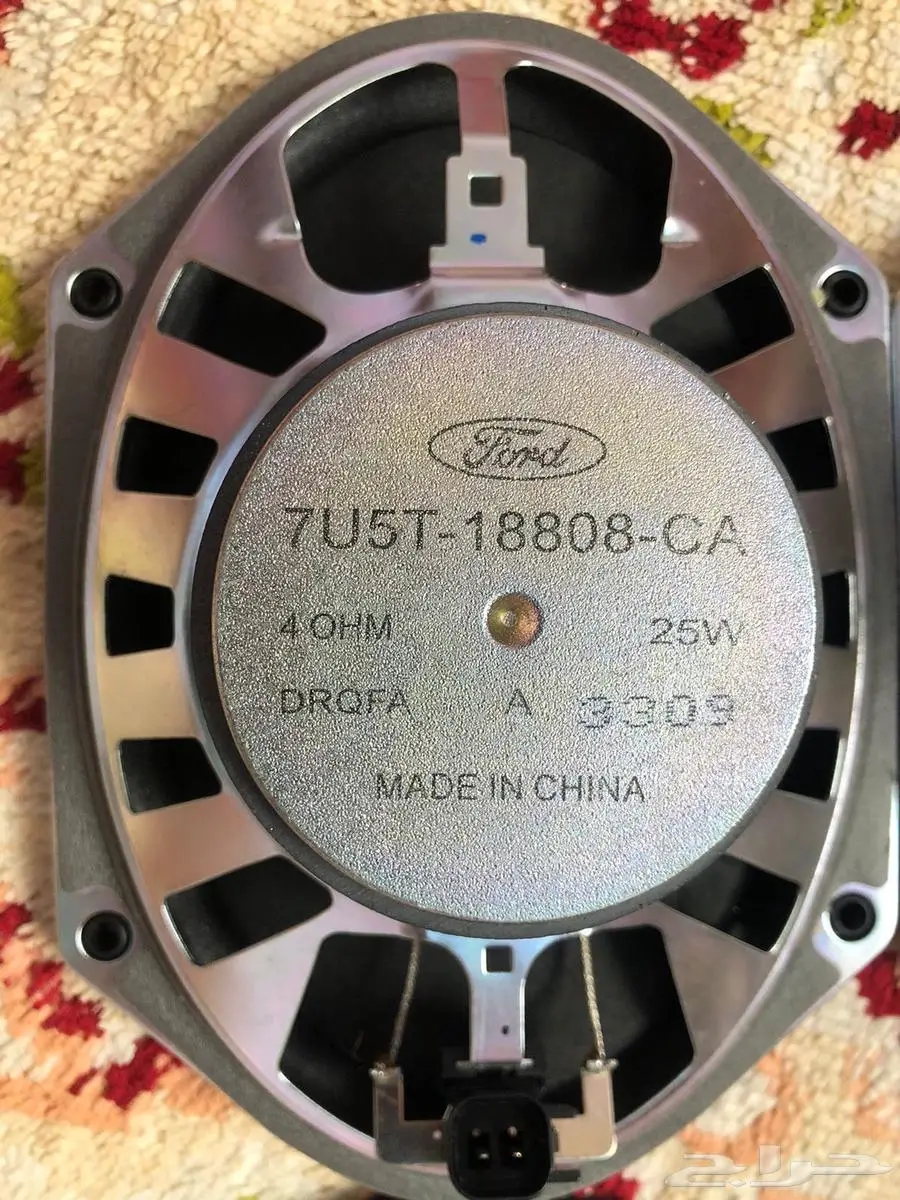 Ford
7U5T-18808-CA
4 OHM 25W
DRQFA A 3309
MADE IN CHINA
حراج